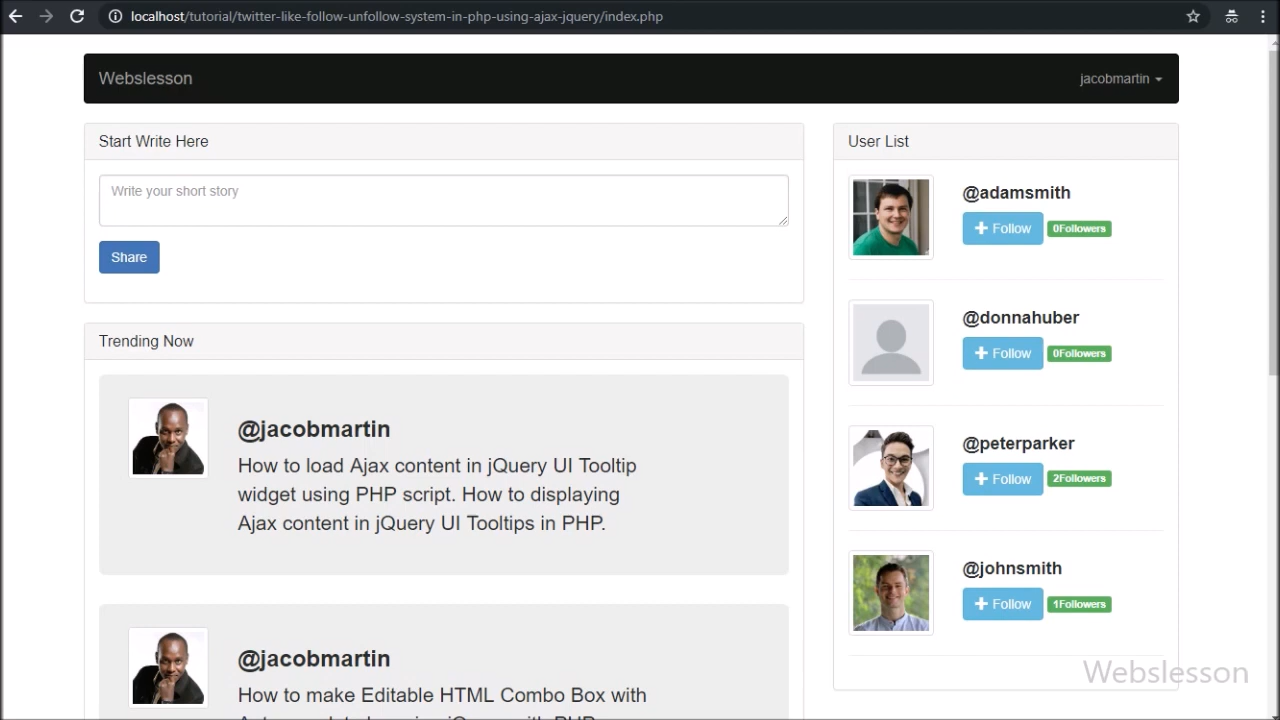 localhost/tutorial/twitter-like-follow-unfollow-system-in-php-using-ajax-jquery/index.php
Webslesson
jacobmartin
Start Write Here
Write your short story
Share
Trending Now
@jacobmartin
How to load Ajax content in jQuery UI Tooltip
widget using PHP script. How to displaying
Ajax content in jQuery UI Tooltips in PHP.
@jacobmartin
How to make Editable HTML Combo Box with
User List
@adamsmith
Follow 0Followers
@donnahuber
Follow 0Followers
@peterparker
Follow 2Followers
@johnsmith
Follow 1Followers
Webslesson